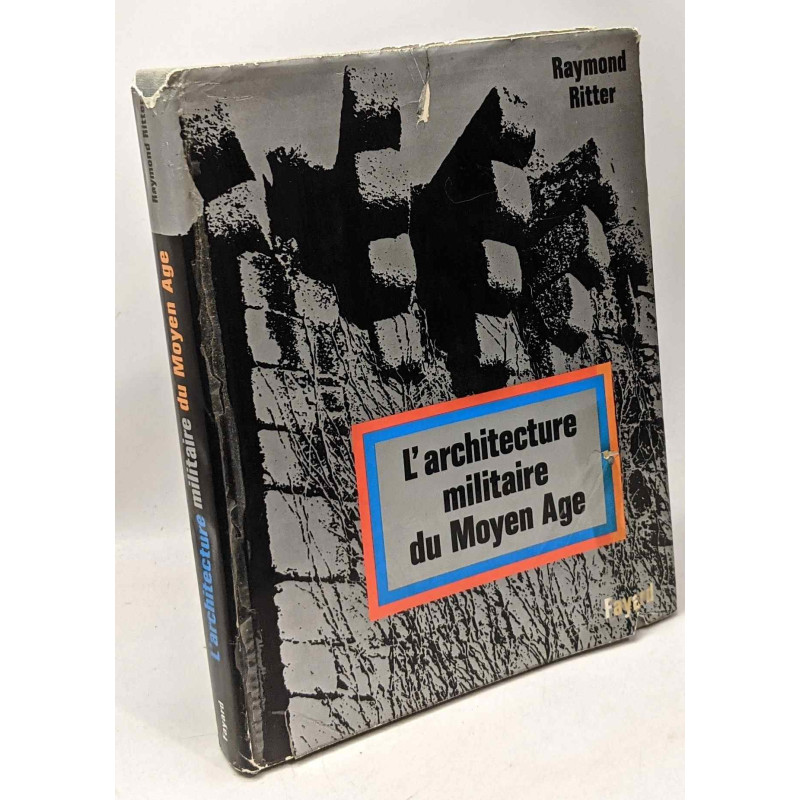 Raymond
Ritter
L'architecture
militaire
du Moyen Age
Fayard
Raymond Ritter
L'architecture militaire du Moyen Age
Fayard